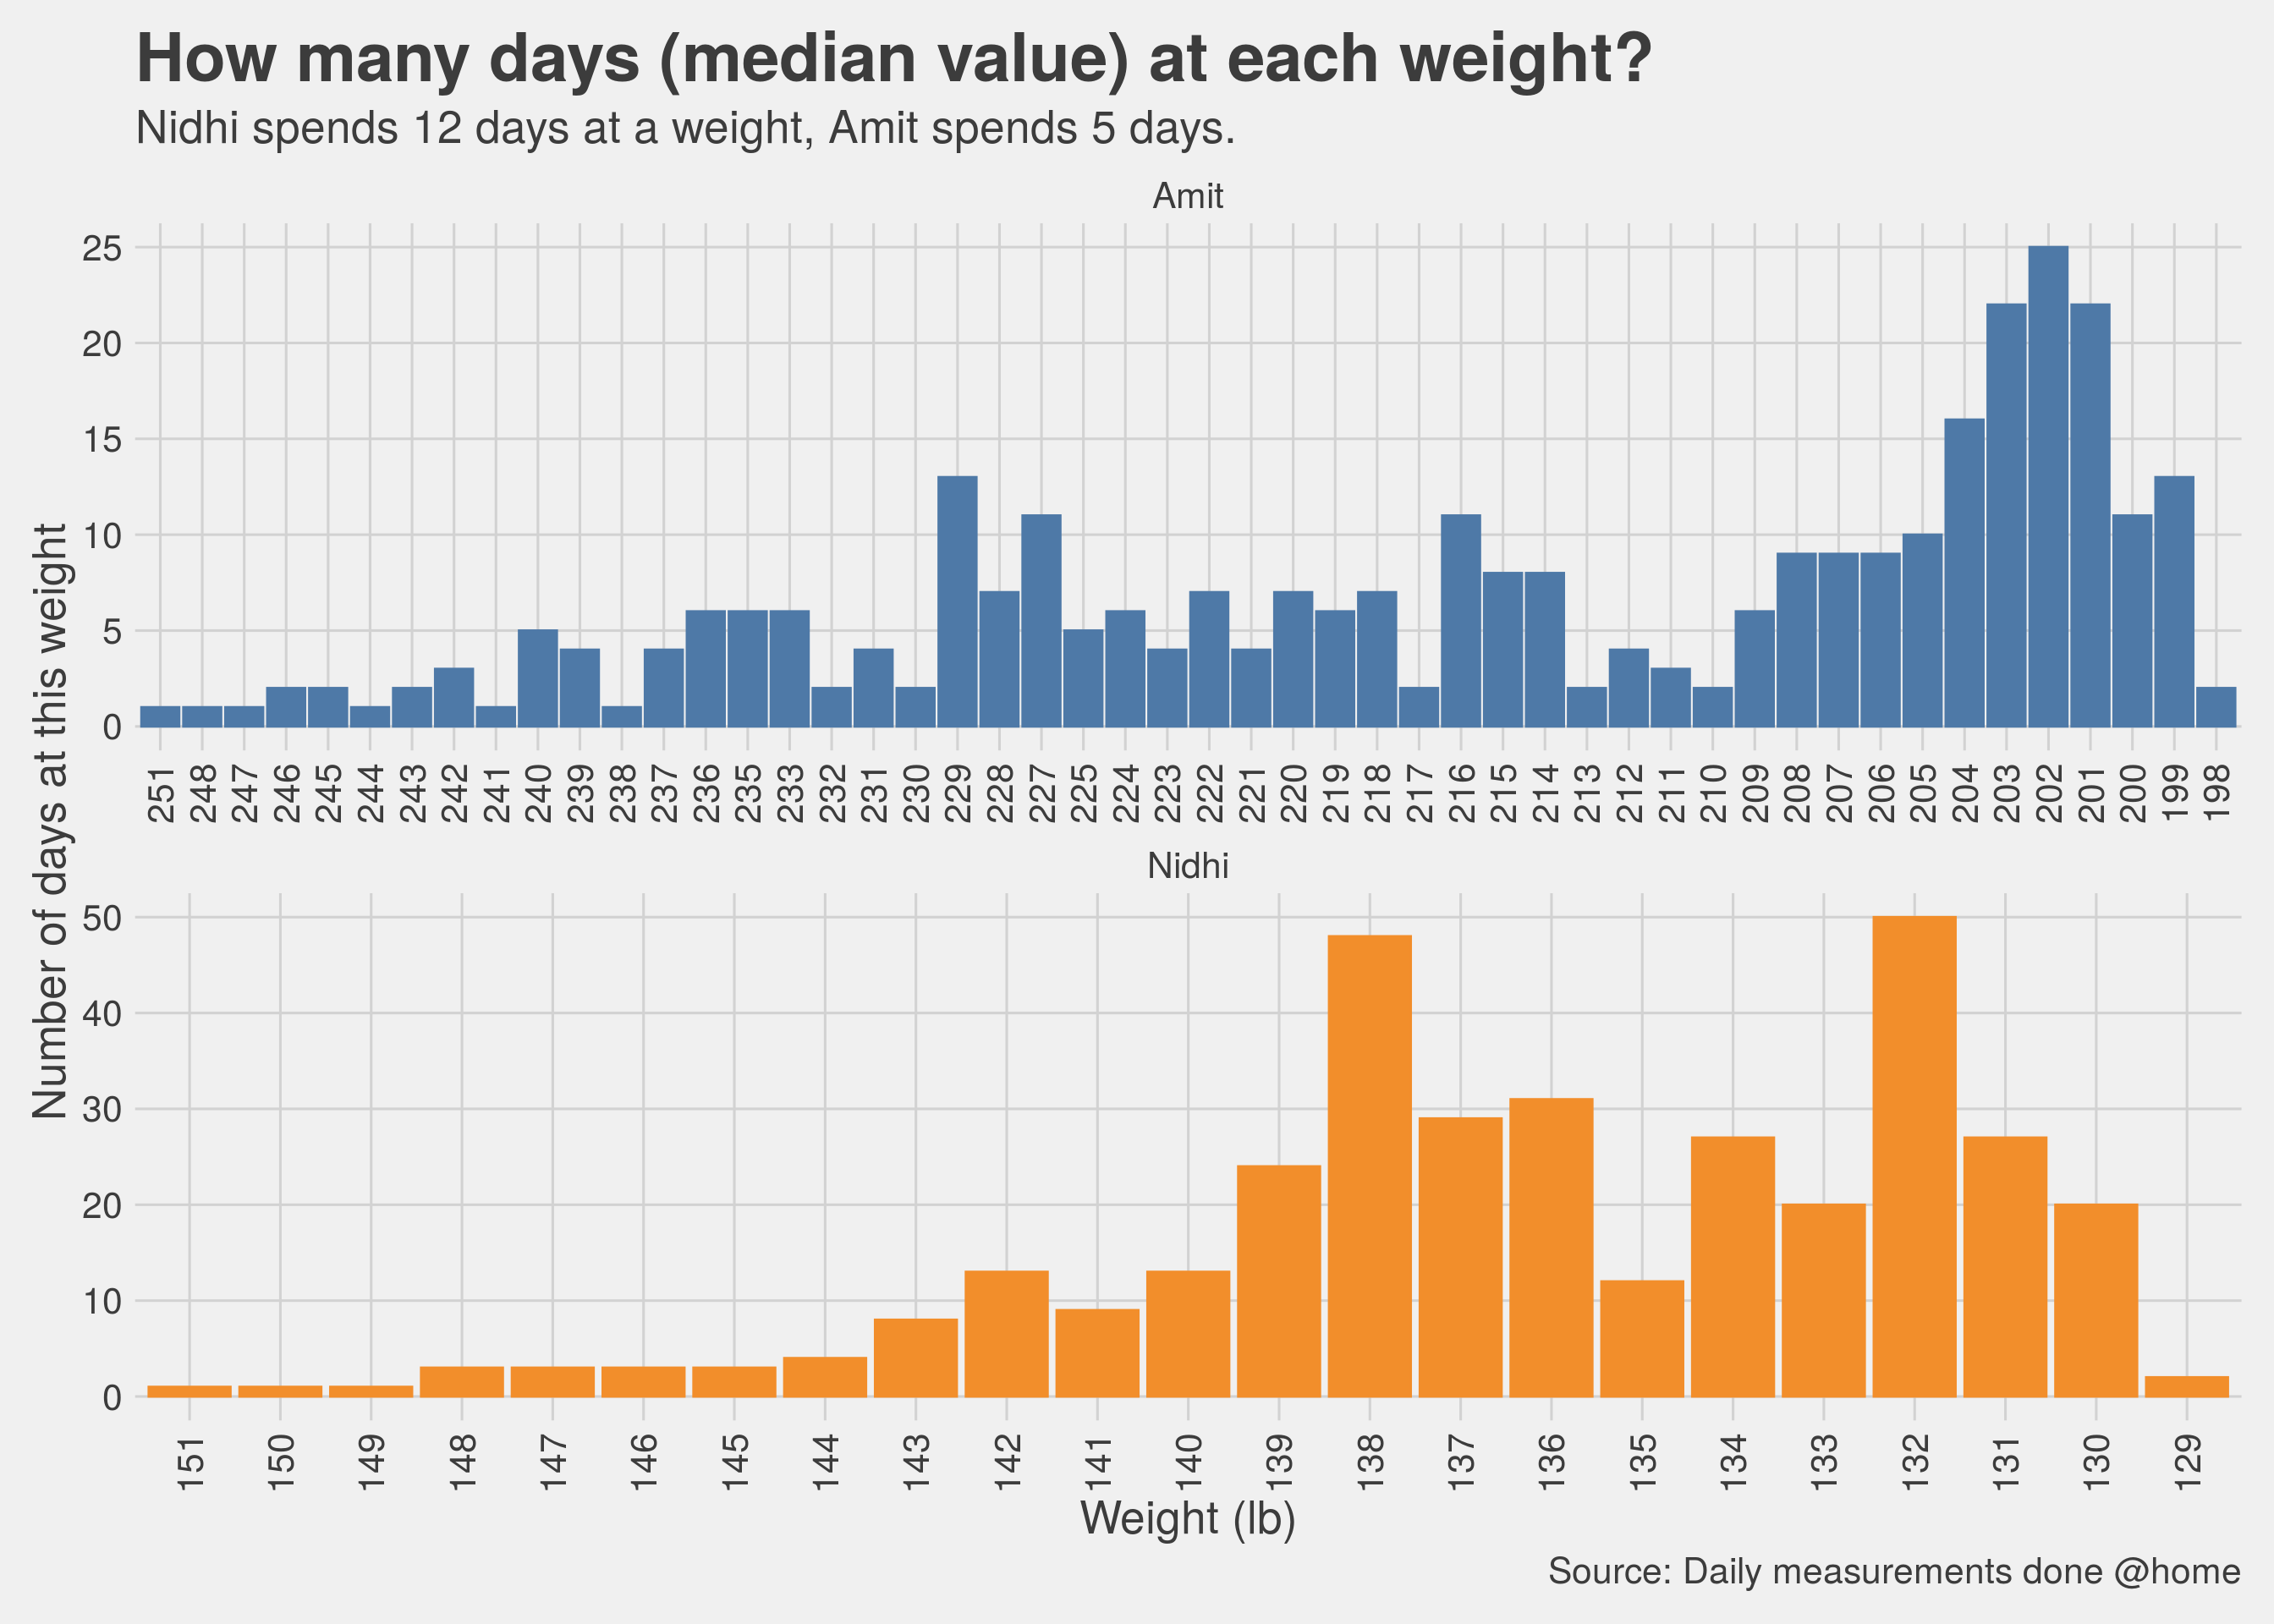 How many days (median value) at each weight?
Nidhi spends 12 days at a weight, Amit spends 5 days.
Amit
25
20
15
10
5
0
251 248 247 246 245 244 243 242 241 240 239 238 237 236 235 233 232 231 230 229 228 227 225 224 223 222 221 220 219 218 217 216 215 214 213 212 211 210 209 208 207 206 205 204 203 202 201 200 199 198
Number of days at this weight
Nidhi
50
40
30
20
10
0
151 150 149 148 147 146 145 144 143 142 141 140 139 138 137 136 135 134 133 132 131 130 129
Weight (lb)
Source: Daily measurements done @home